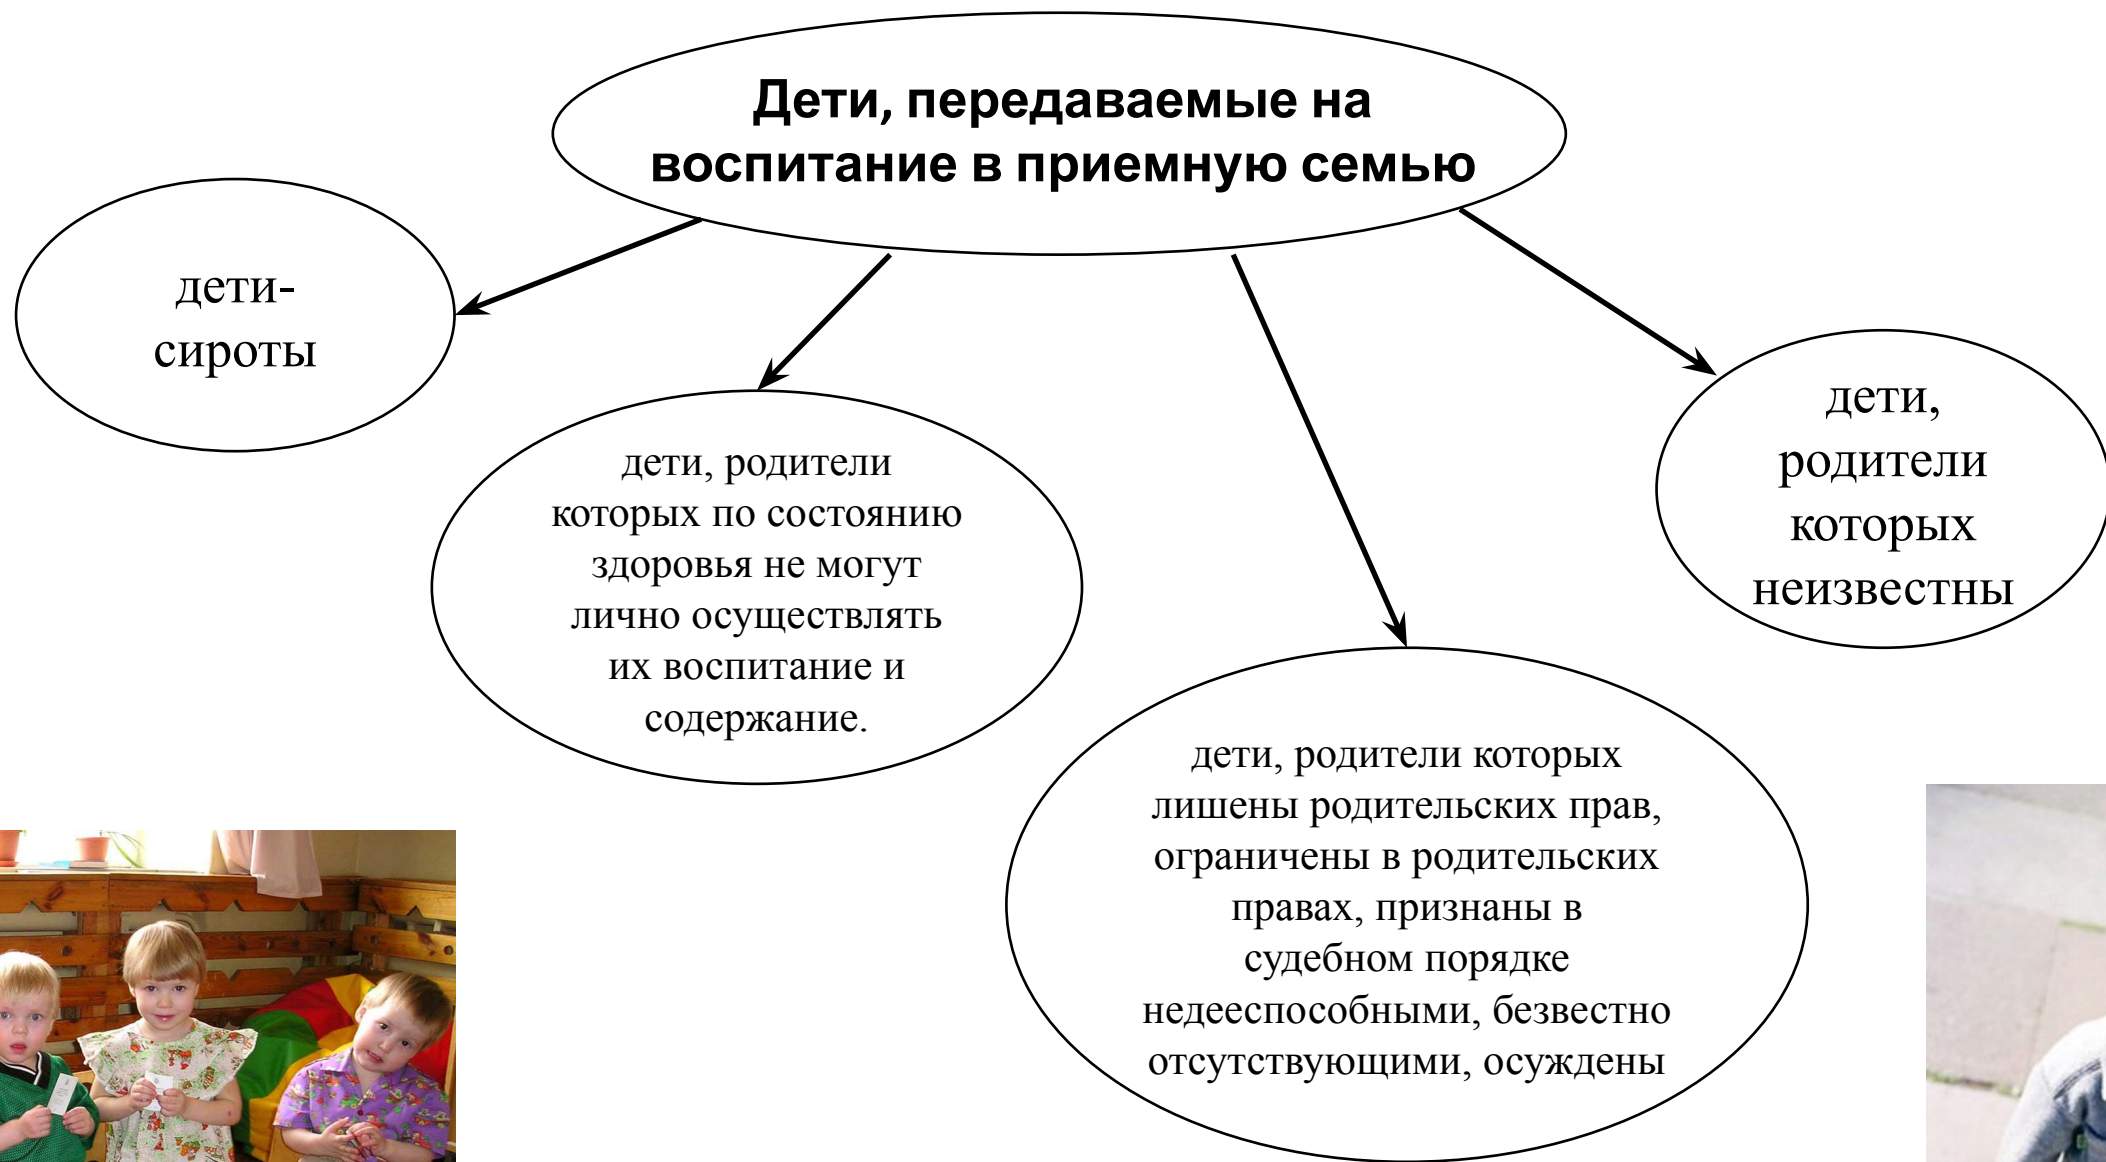 Дети, передаваемые на
воспитание в приемную семью
дети-
сироты
дети, родители
которых по состоянию
здоровья не могут
лично осуществлять
их воспитание и
содержание.
дети, родители которых
лишены родительских прав,
ограничены в родительских
правах, признаны в
судебном порядке
недееспособными, безвестно
отсутствующими, осуждены
дети,
родители
которых
неизвестны